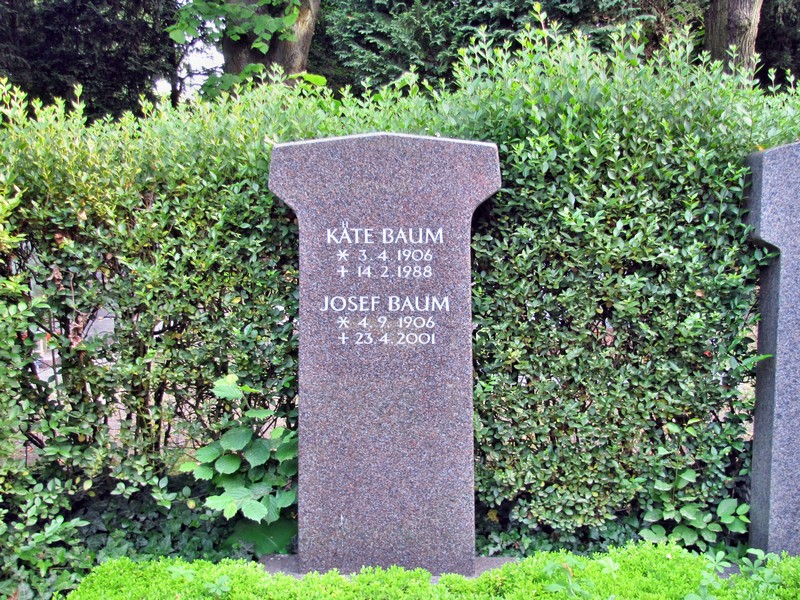 KÄTE BAUM
* 3. 4. 1906
+ 14. 2. 1988
JOSEF BAUM
* 4. 9. 1906
+ 23. 4. 2001